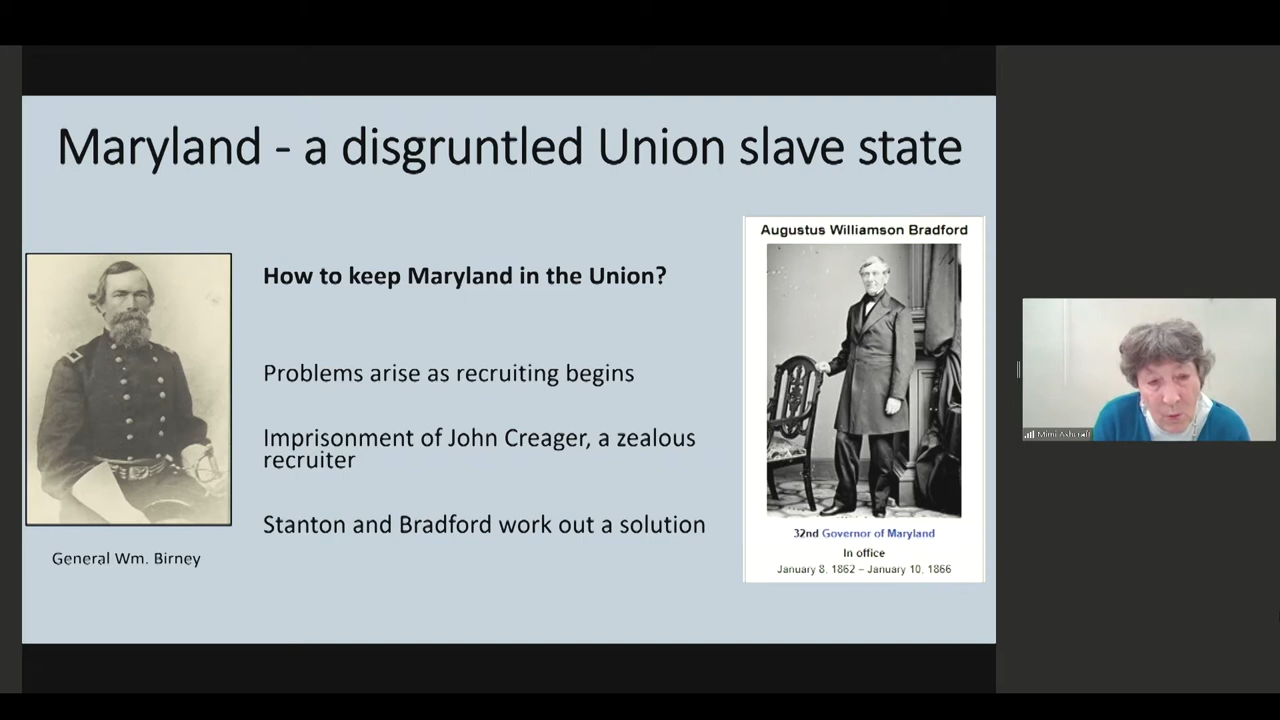 Maryland - a disgruntled Union slave state
How to keep Maryland in the Union?
Problems arise as recruiting begins
Imprisonment of John Creager, a zealous
recruiter
Stanton and Bradford work out a solution
General Wm. Birney
Augustus Williamson Bradford
32nd Governor of Maryland
In office
January 8, 1862 – January 10, 1866
Mimi Ashcraft